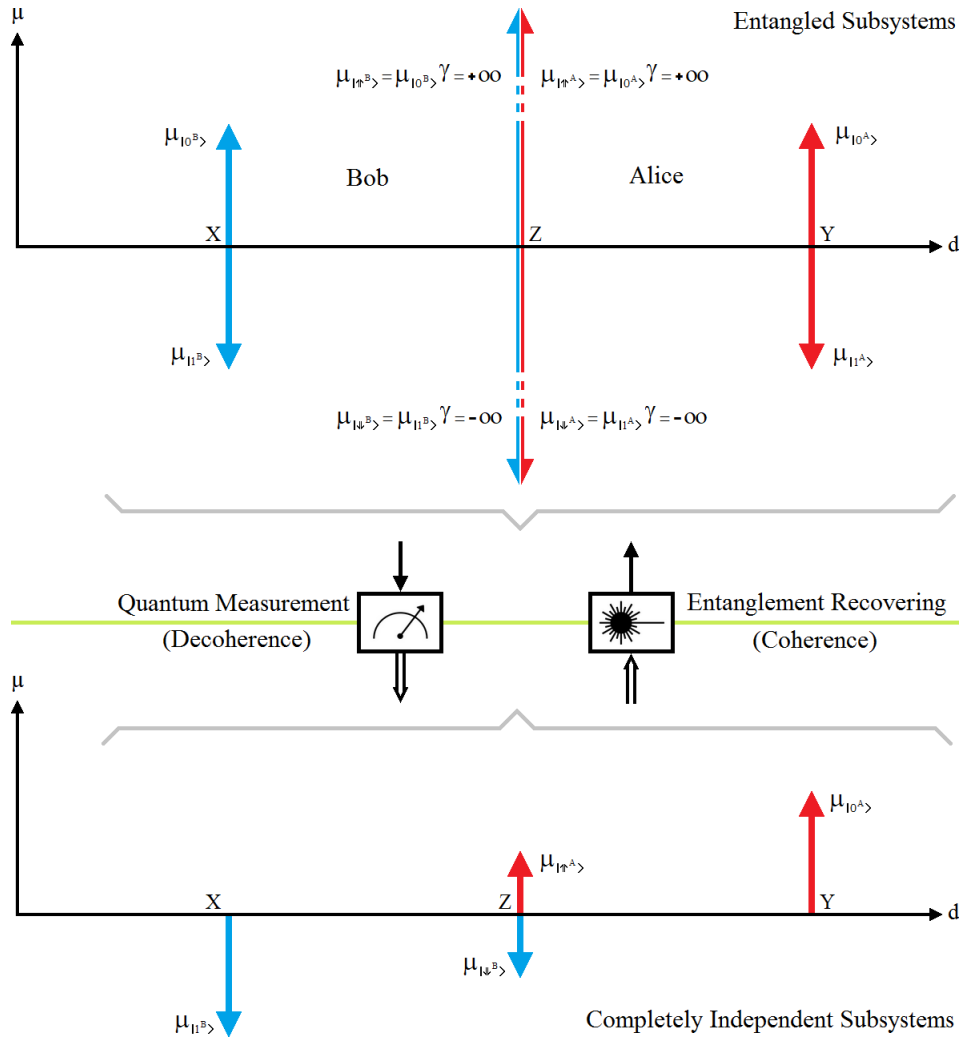 μ
Entangled Subsystems
μ|↑ᴮ⟩ = μ|0ᴮ⟩ γ = +∞
μ|↑ᴬ⟩ = μ|0ᴬ⟩ γ = +∞
μ|0ᴮ⟩
μ|0ᴬ⟩
Bob
Alice
X
Z
Y
d
μ|1ᴮ⟩
μ|1ᴬ⟩
μ|↓ᴮ⟩ = μ|1ᴮ⟩ γ = -∞
μ|↓ᴬ⟩ = μ|1ᴬ⟩ γ = -∞
Quantum Measurement
(Decoherence)
Entanglement Recovering
(Coherence)
μ
μ|0ᴬ⟩
μ|↑ᴬ⟩
X
Z
Y
d
μ|↓ᴮ⟩
μ|1ᴮ⟩
Completely Independent Subsystems